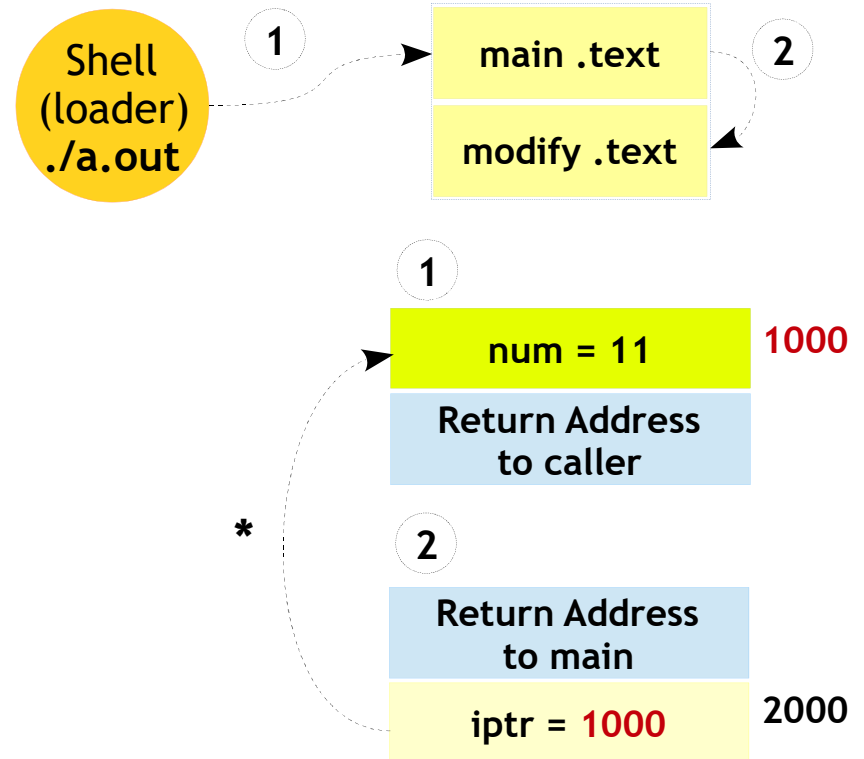 Shell
(loader)
./a.out
1
main .text
2
modify .text
1
num = 11
1000
Return Address
to caller
*
2
Return Address
to main
iptr = 1000
2000